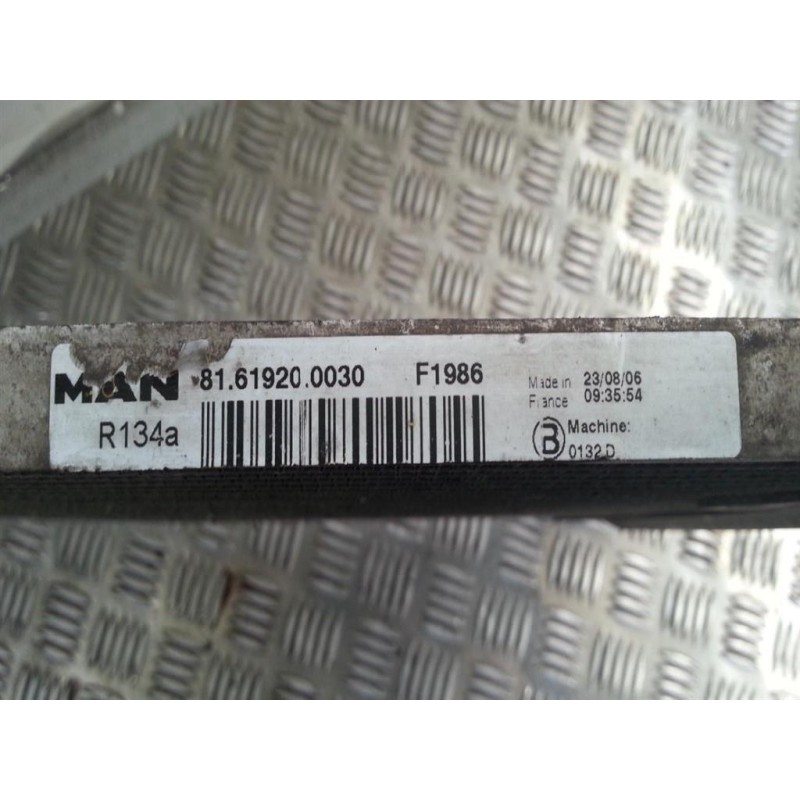 MAN 81.61920.0030 F1986
R134a
Made in 23/08/06
France 09:35:54
B Machine:
0132 D